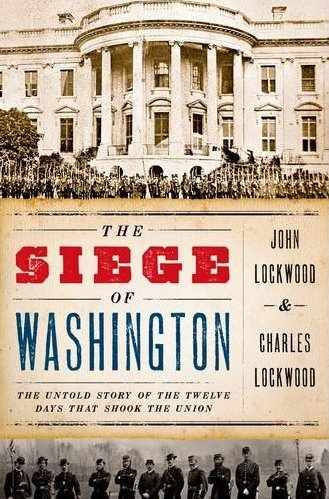 THE
SIEGE
OF
WASHINGTON
THE UNTOLD STORY OF THE TWELVE
DAYS THAT SHOOK THE UNION
JOHN
LOCKWOOD
&
CHARLES
LOCKWOOD